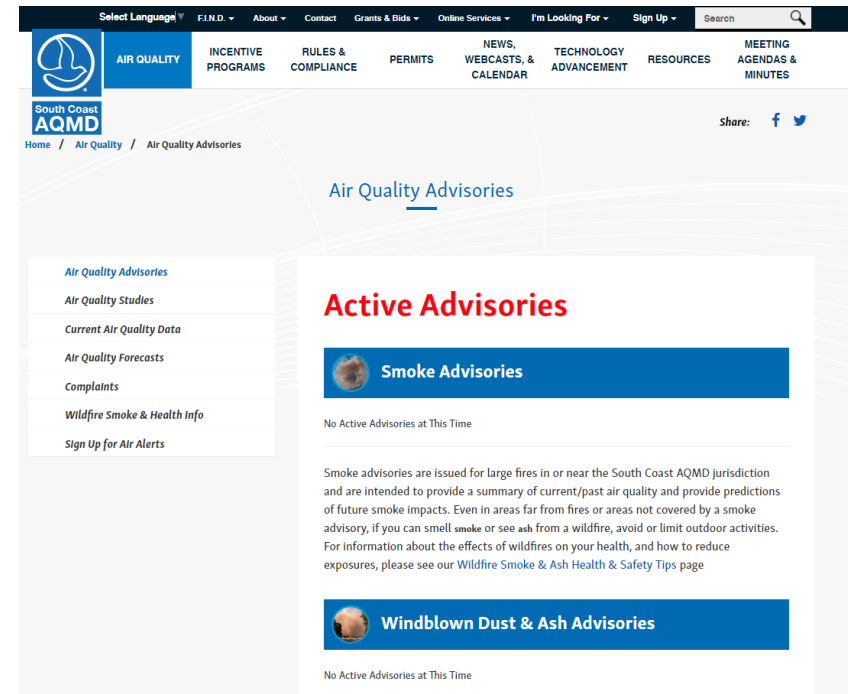 Select Language▼ F.I.N.D. About Contact Grants & Bids Online Services I'm Looking For Sign Up Search
AIR QUALITY
INCENTIVE
PROGRAMS
RULES &
COMPLIANCE
PERMITS
NEWS,
WEBCASTS, &
CALENDAR
TECHNOLOGY
ADVANCEMENT
RESOURCES
MEETING
AGENDAS &
MINUTES
South Coast
AQMD
Share:
Home / Air Quality / Air Quality Advisories
Air Quality Advisories
Air Quality Advisories
Air Quality Studies
Current Air Quality Data
Air Quality Forecasts
Complaints
Wildfire Smoke & Health Info
Sign Up for Air Alerts
Active Advisories
Smoke Advisories
No Active Advisories at This Time
Smoke advisories are issued for large fires in or near the South Coast AQMD jurisdiction
and are intended to provide a summary of current/past air quality and provide predictions
of future smoke impacts. Even in areas far from fires or areas not covered by a smoke
advisory, if you can smell smoke or see ash from a wildfire, avoid or limit outdoor activities.
For information about the effects of wildfires on your health, and how to reduce
exposures, please see our Wildfire Smoke & Ash Health & Safety Tips page
Windblown Dust & Ash Advisories
No Active Advisories at This Time